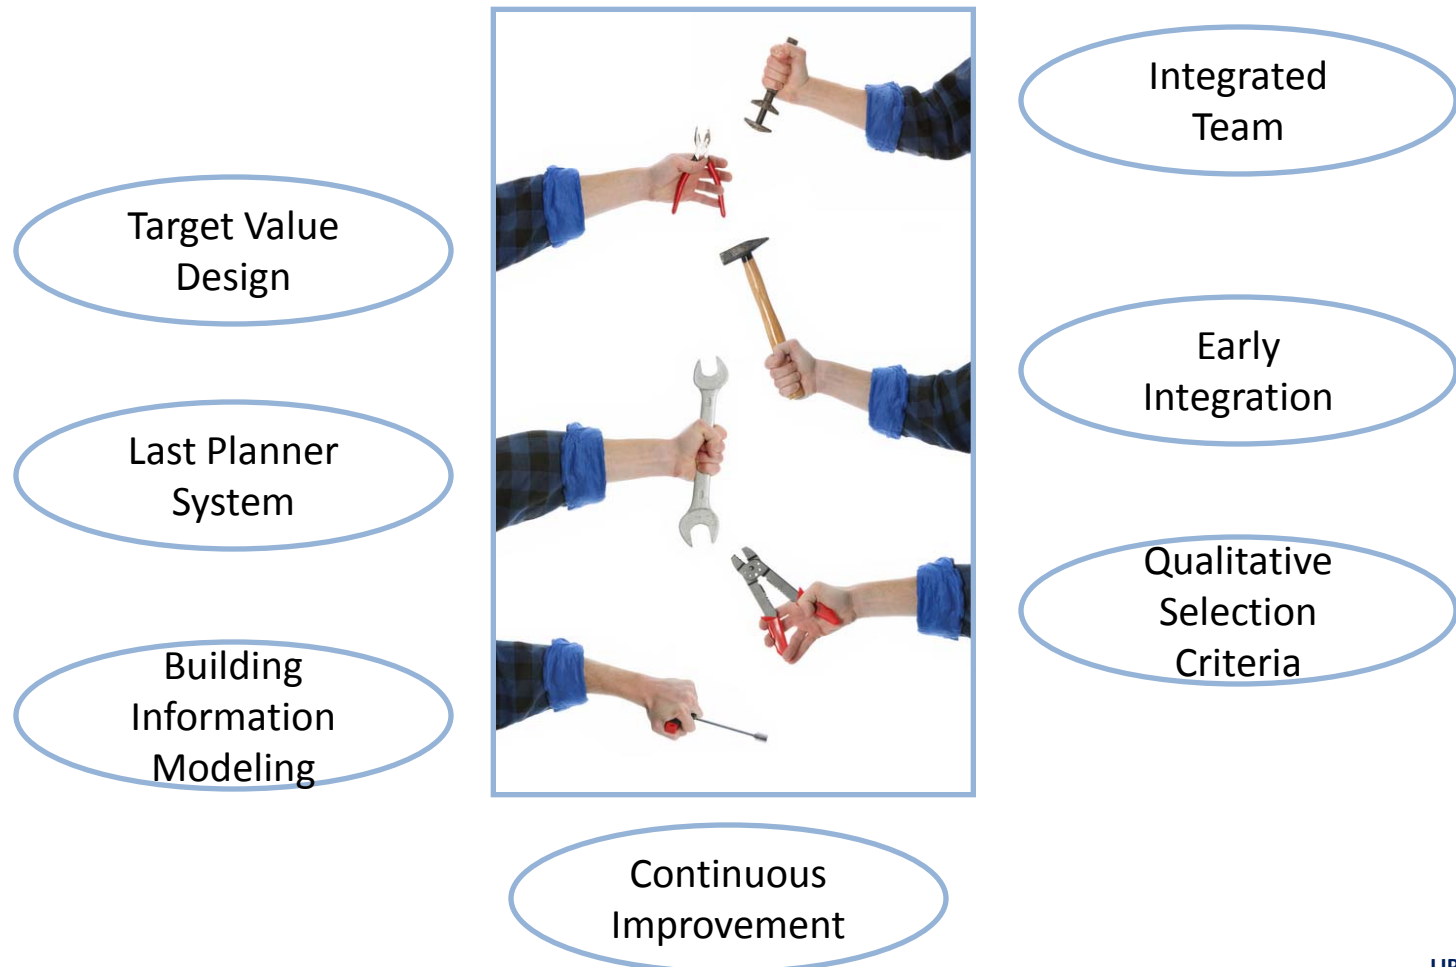 Integrated
Team
Target Value
Design
Early
Integration
Last Planner
System
Qualitative
Selection
Criteria
Building
Information
Modeling
Continuous
Improvement